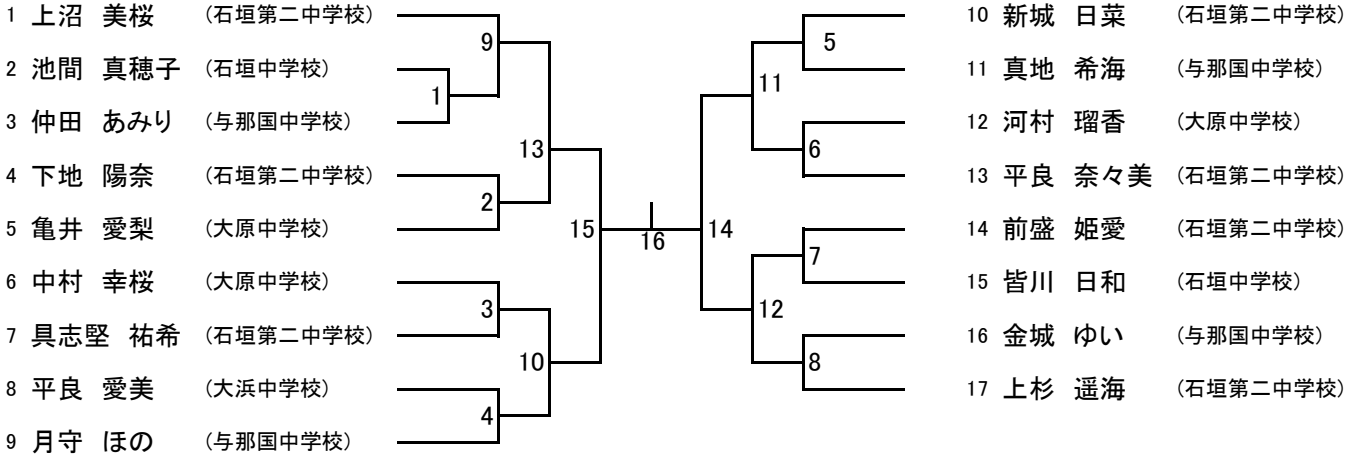 1 上沼 美桜 (石垣第二中学校)
2 池間 真穂子 (石垣中学校)
3 仲田 あみり (与那国中学校)
4 下地 陽奈 (石垣第二中学校)
5 亀井 愛梨 (大原中学校)
6 中村 幸桜 (大原中学校)
7 具志堅 祐希 (石垣第二中学校)
8 平良 愛美 (大浜中学校)
9 月守 ほの (与那国中学校)
9
1
13
2
15
3
10
4
16
5
11
6
14
7
12
8
10 新城 日菜 (石垣第二中学校)
11 真地 希海 (与那国中学校)
12 河村 瑠香 (大原中学校)
13 平良 奈々美 (石垣第二中学校)
14 前盛 姫愛 (石垣第二中学校)
15 皆川 日和 (石垣中学校)
16 金城 ゆい (与那国中学校)
17 上杉 遥海 (石垣第二中学校)